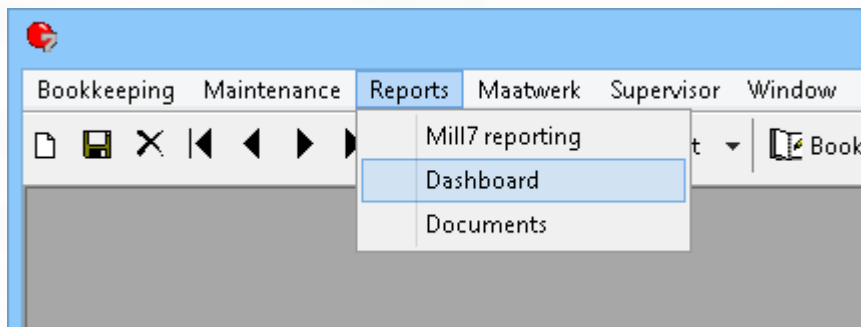 Bookkeeping Maintenance Reports Maatwerk Supervisor Window
Mill7 reporting
t Book
Dashboard
Documents